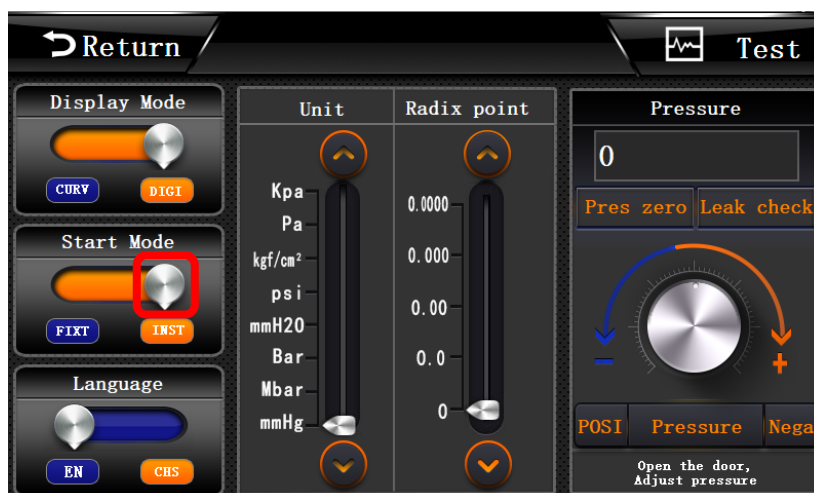 Return
Test
Display Mode
CURV
DIGI
Start Mode
FIXT
INST
Language
EN
CHS
Unit
Kpa
Pa
kgf/cm²
psi
mmH20
Bar
Mbar
mmHg
Radix point
0.0000
0.000
0.00
0.0
0
Pressure
0
Pres zero
Leak check
−
+
POSI
Pressure
Nega
Open the door,
Adjust pressure